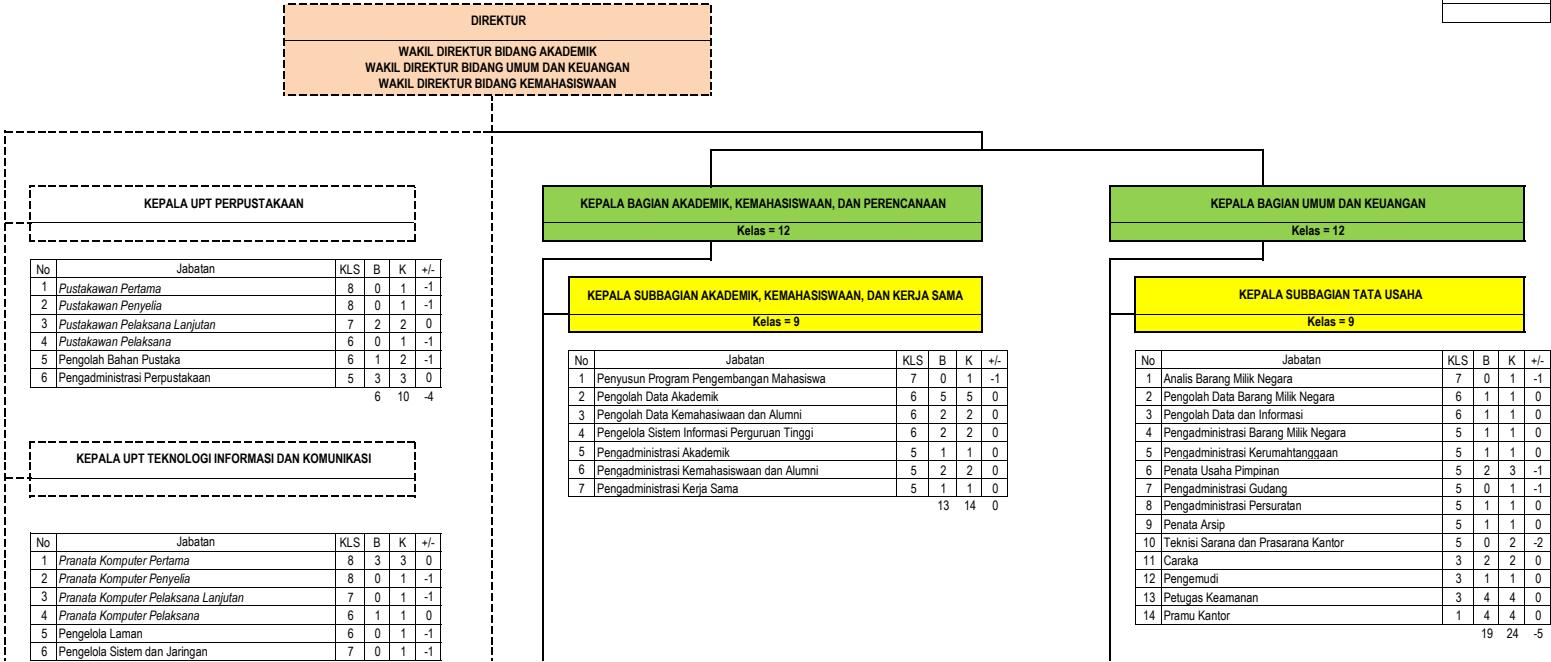 DIREKTUR
WAKIL DIREKTUR BIDANG AKADEMIK
WAKIL DIREKTUR BIDANG UMUM DAN KEUANGAN
WAKIL DIREKTUR BIDANG KEMAHASISWAAN
KEPALA UPT PERPUSTAKAAN
No Jabatan KLS B K +/-
1 Pustakawan Pertama 8 0 1 -1
2 Pustakawan Penyelia 8 0 1 -1
3 Pustakawan Pelaksana Lanjutan 7 2 2 0
4 Pustakawan Pelaksana 6 0 1 -1
5 Pengolah Bahan Pustaka 6 1 2 -1
6 Pengadministrasi Perpustakaan 5 3 3 0
6 10 -4
KEPALA UPT TEKNOLOGI INFORMASI DAN KOMUNIKASI
No Jabatan KLS B K +/-
1 Pranata Komputer Pertama 8 3 3 0
2 Pranata Komputer Penyelia 8 0 1 -1
3 Pranata Komputer Pelaksana Lanjutan 7 0 1 -1
4 Pranata Komputer Pelaksana 6 1 1 0
5 Pengelola Laman 6 0 1 -1
6 Pengelola Sistem dan Jaringan 7 0 1 -1
KEPALA BAGIAN AKADEMIK, KEMAHASISWAAN, DAN PERENCANAAN
Kelas = 12
KEPALA SUBBAGIAN AKADEMIK, KEMAHASISWAAN, DAN KERJA SAMA
Kelas = 9
No Jabatan KLS B K +/-
1 Penyusun Program Pengembangan Mahasiswa 7 0 1 -1
2 Pengolah Data Akademik 6 5 5 0
3 Pengolah Data Kemahasiwaan dan Alumni 6 2 2 0
4 Pengelola Sistem Informasi Perguruan Tinggi 6 2 2 0
5 Pengadministrasi Akademik 5 1 1 0
6 Pengadministrasi Kemahasiswaan dan Alumni 5 2 2 0
7 Pengadministrasi Kerja Sama 5 1 1 0
13 14 0
KEPALA BAGIAN UMUM DAN KEUANGAN
Kelas = 12
KEPALA SUBBAGIAN TATA USAHA
Kelas = 9
No Jabatan KLS B K +/-
1 Analis Barang Milik Negara 7 0 1 -1
2 Pengolah Data Barang Milik Negara 6 1 1 0
3 Pengolah Data dan Informasi 6 1 1 0
4 Pengadministrasi Barang Milik Negara 5 1 1 0
5 Pengadministrasi Kerumahtanggaan 5 1 1 0
6 Penata Usaha Pimpinan 5 2 3 -1
7 Pengadministrasi Gudang 5 0 1 -1
8 Pengadministrasi Persuratan 5 1 1 0
9 Penata Arsip 5 1 1 0
10 Teknisi Sarana dan Prasarana Kantor 5 0 2 -2
11 Caraka 3 2 2 0
12 Pengemudi 3 1 1 0
13 Petugas Keamanan 3 4 4 0
14 Pramu Kantor 1 4 4 0
19 24 -5